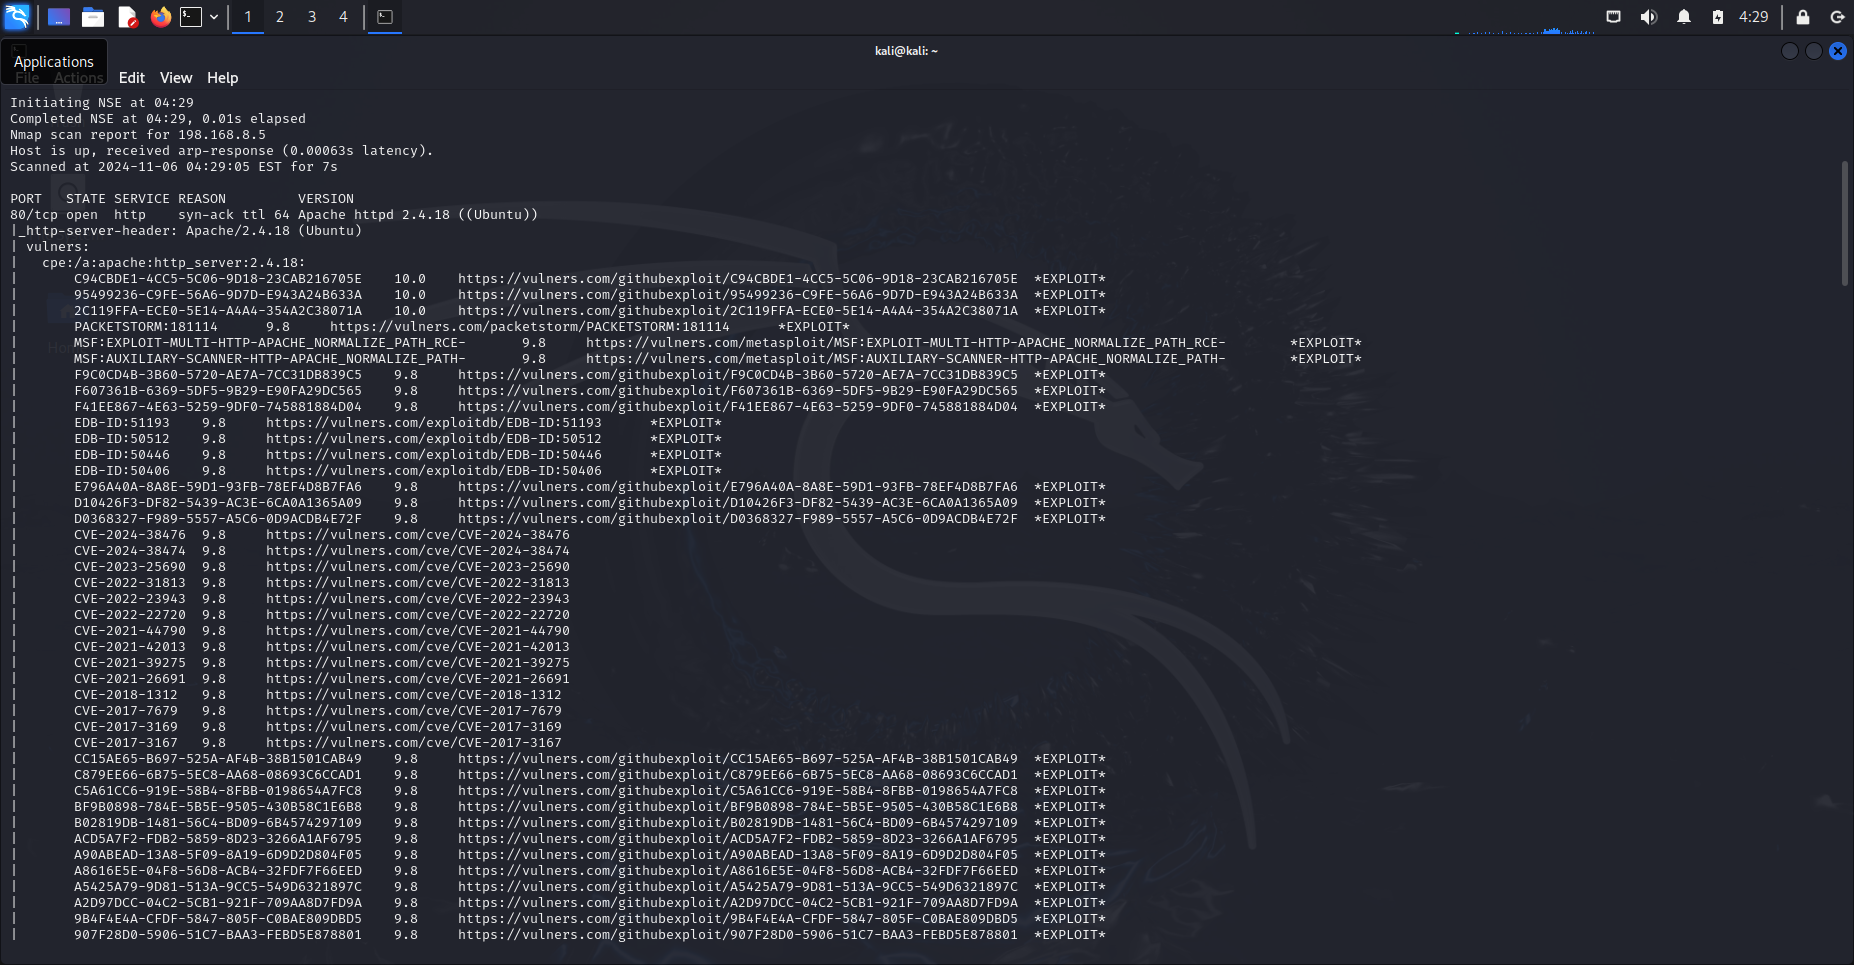 1 2 3 4
4:29
kali@kali: ~
Applications
File Actions Edit View Help
Initiating NSE at 04:29
Completed NSE at 04:29, 0.01s elapsed
Nmap scan report for 198.168.8.5
Host is up, received arp-response (0.00063s latency).
Scanned at 2024-11-06 04:29:05 EST for 7s
PORT STATE SERVICE REASON VERSION
80/tcp open http syn-ack ttl 64 Apache httpd 2.4.18 ((Ubuntu))
|_http-server-header: Apache/2.4.18 (Ubuntu)
| vulners:
| cpe:/a:apache:http_server:2.4.18:
| C94CBDE1-4CC5-5C06-9D18-23CAB216705E 10.0 https://vulners.com/githubexploit/C94CBDE1-4CC5-5C06-9D18-23CAB216705E *EXPLOIT*
| 95499236-C9FE-56A6-9D7D-E943A24B633A 10.0 https://vulners.com/githubexploit/95499236-C9FE-56A6-9D7D-E943A24B633A *EXPLOIT*
| 2C119FFA-ECE0-5E14-A4A4-354A2C38071A 10.0 https://vulners.com/githubexploit/2C119FFA-ECE0-5E14-A4A4-354A2C38071A *EXPLOIT*
| PACKETSTORM:181114 9.8 https://vulners.com/packetstorm/PACKETSTORM:181114 *EXPLOIT*
| MSF:EXPLOIT-MULTI-HTTP-APACHE_NORMALIZE_PATH_RCE- 9.8 https://vulners.com/metasploit/MSF:EXPLOIT-MULTI-HTTP-APACHE_NORMALIZE_PATH_RCE- *EXPLOIT*
| MSF:AUXILIARY-SCANNER-HTTP-APACHE_NORMALIZE_PATH- 9.8 https://vulners.com/metasploit/MSF:AUXILIARY-SCANNER-HTTP-APACHE_NORMALIZE_PATH- *EXPLOIT*
| F9C0CD4B-3B60-5720-AE7A-7CC31DB839C5 9.8 https://vulners.com/githubexploit/F9C0CD4B-3B60-5720-AE7A-7CC31DB839C5 *EXPLOIT*
| F607361B-6369-5DF5-9B29-E90FA29DC565 9.8 https://vulners.com/githubexploit/F607361B-6369-5DF5-9B29-E90FA29DC565 *EXPLOIT*
| F41EE867-4E63-5259-9DF0-745881884D04 9.8 https://vulners.com/githubexploit/F41EE867-4E63-5259-9DF0-745881884D04 *EXPLOIT*
| EDB-ID:51193 9.8 https://vulners.com/exploitdb/EDB-ID:51193 *EXPLOIT*
| EDB-ID:50512 9.8 https://vulners.com/exploitdb/EDB-ID:50512 *EXPLOIT*
| EDB-ID:50446 9.8 https://vulners.com/exploitdb/EDB-ID:50446 *EXPLOIT*
| EDB-ID:50406 9.8 https://vulners.com/exploitdb/EDB-ID:50406 *EXPLOIT*
| E796A40A-8A8E-59D1-93FB-78EF4D8B7FA6 9.8 https://vulners.com/githubexploit/E796A40A-8A8E-59D1-93FB-78EF4D8B7FA6 *EXPLOIT*
| D10426F3-DF82-5439-AC3E-6CA0A1365A09 9.8 https://vulners.com/githubexploit/D10426F3-DF82-5439-AC3E-6CA0A1365A09 *EXPLOIT*
| D0368327-F989-5557-A5C6-0D9ACDB4E72F 9.8 https://vulners.com/githubexploit/D0368327-F989-5557-A5C6-0D9ACDB4E72F *EXPLOIT*
| CVE-2024-38476 9.8 https://vulners.com/cve/CVE-2024-38476
| CVE-2024-38474 9.8 https://vulners.com/cve/CVE-2024-38474
| CVE-2023-25690 9.8 https://vulners.com/cve/CVE-2023-25690
| CVE-2022-31813 9.8 https://vulners.com/cve/CVE-2022-31813
| CVE-2022-23943 9.8 https://vulners.com/cve/CVE-2022-23943
| CVE-2022-22720 9.8 https://vulners.com/cve/CVE-2022-22720
| CVE-2021-44790 9.8 https://vulners.com/cve/CVE-2021-44790
| CVE-2021-42013 9.8 https://vulners.com/cve/CVE-2021-42013
| CVE-2021-39275 9.8 https://vulners.com/cve/CVE-2021-39275
| CVE-2021-26691 9.8 https://vulners.com/cve/CVE-2021-26691
| CVE-2018-1312 9.8 https://vulners.com/cve/CVE-2018-1312
| CVE-2017-7679 9.8 https://vulners.com/cve/CVE-2017-7679
| CVE-2017-3169 9.8 https://vulners.com/cve/CVE-2017-3169
| CVE-2017-3167 9.8 https://vulners.com/cve/CVE-2017-3167
| CC15AE65-B697-525A-AF4B-38B1501CAB49 9.8 https://vulners.com/githubexploit/CC15AE65-B697-525A-AF4B-38B1501CAB49 *EXPLOIT*
| C879EE66-6B75-5EC8-AA68-08693C6CCAD1 9.8 https://vulners.com/githubexploit/C879EE66-6B75-5EC8-AA68-08693C6CCAD1 *EXPLOIT*
| C5A61CC6-919E-58B4-8FBB-0198654A7FC8 9.8 https://vulners.com/githubexploit/C5A61CC6-919E-58B4-8FBB-0198654A7FC8 *EXPLOIT*
| BF9B0898-784E-5B5E-9505-430B58C1E6B8 9.8 https://vulners.com/githubexploit/BF9B0898-784E-5B5E-9505-430B58C1E6B8 *EXPLOIT*
| B02819DB-1481-56C4-BD09-6B4574297109 9.8 https://vulners.com/githubexploit/B02819DB-1481-56C4-BD09-6B4574297109 *EXPLOIT*
| ACD5A7F2-FDB2-5859-8D23-3266A1AF6795 9.8 https://vulners.com/githubexploit/ACD5A7F2-FDB2-5859-8D23-3266A1AF6795 *EXPLOIT*
| A90ABEAD-13A8-5F09-8A19-6D9D2D804F05 9.8 https://vulners.com/githubexploit/A90ABEAD-13A8-5F09-8A19-6D9D2D804F05 *EXPLOIT*
| A8616E5E-04F8-56D8-ACB4-32FDF7F66EED 9.8 https://vulners.com/githubexploit/A8616E5E-04F8-56D8-ACB4-32FDF7F66EED *EXPLOIT*
| A5425A79-9D81-513A-9CC5-549D6321897C 9.8 https://vulners.com/githubexploit/A5425A79-9D81-513A-9CC5-549D6321897C *EXPLOIT*
| A2D97DCC-04C2-5CB1-921F-709AA8D7FD9A 9.8 https://vulners.com/githubexploit/A2D97DCC-04C2-5CB1-921F-709AA8D7FD9A *EXPLOIT*
| 9B4F4E4A-CFDF-5847-805F-C0BAE809DBD5 9.8 https://vulners.com/githubexploit/9B4F4E4A-CFDF-5847-805F-C0BAE809DBD5 *EXPLOIT*
| 907F28D0-5906-51C7-BAA3-FEBD5E878801 9.8 https://vulners.com/githubexploit/907F28D0-5906-51C7-BAA3-FEBD5E878801 *EXPLOIT*